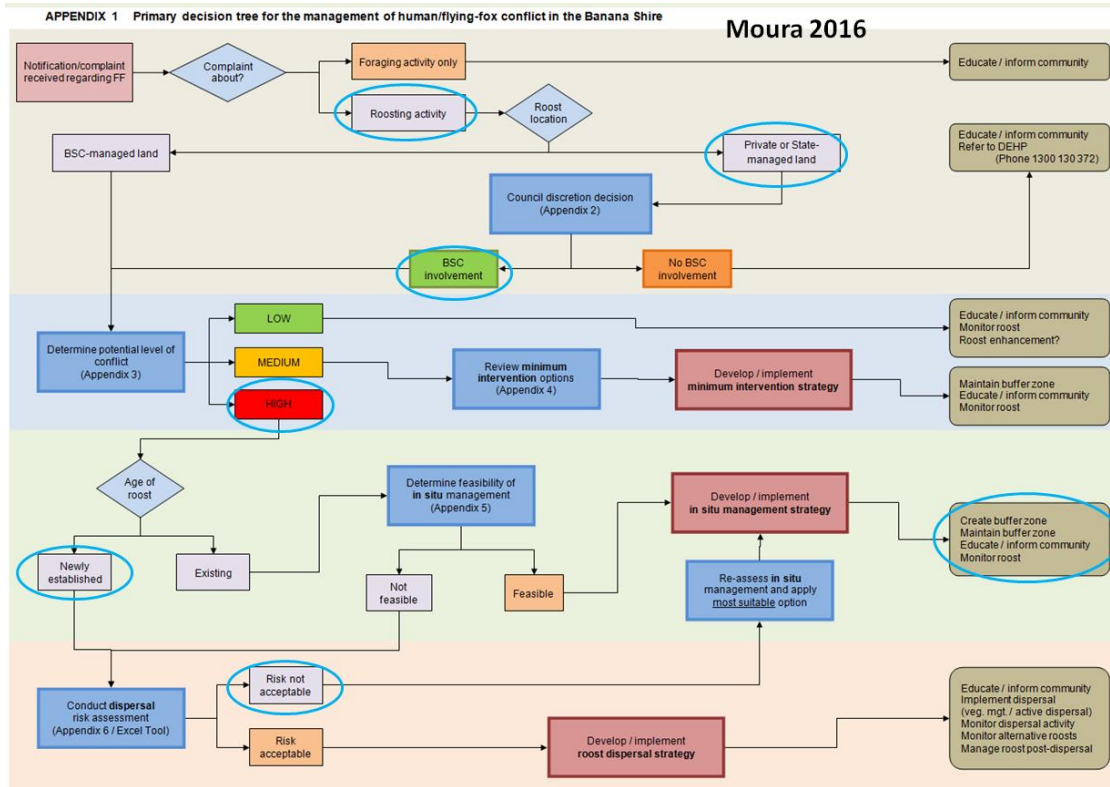 APPENDIX 1 Primary decision tree for the management of human/flying-fox conflict in the Banana Shire
Moura 2016
Notification/complaint
received regarding FF
Complaint
about?
Foraging activity only
Educate / inform community
Roosting activity
Roost
location
BSC-managed land
Private or State-
managed land
Educate / inform community
Refer to DEHP
(Phone 1300 130 372)
Council discretion decision
(Appendix 2)
BSC
involvement
No BSC
involvement
LOW
Educate / inform community
Monitor roost
Roost enhancement?
Determine potential level of
conflict
(Appendix 3)
MEDIUM
Review minimum
intervention options
(Appendix 4)
Develop / implement
minimum intervention strategy
Maintain buffer zone
Educate / inform community
Monitor roost
HIGH
Age of
roost
Determine feasibility of
in situ management
(Appendix 5)
Develop / implement
in situ management strategy
Create buffer zone
Maintain buffer zone
Educate / inform community
Monitor roost
Newly
established
Existing
Not
feasible
Feasible
Re-assess in situ
management and apply
most suitable option
Conduct dispersal
risk assessment
(Appendix 6 / Excel Tool)
Risk not
acceptable
Risk
acceptable
Develop / implement
roost dispersal strategy
Educate / inform community
Implement dispersal
(veg. mgt. / active dispersal)
Monitor dispersal activity
Monitor alternative roosts
Manage roost post-dispersal